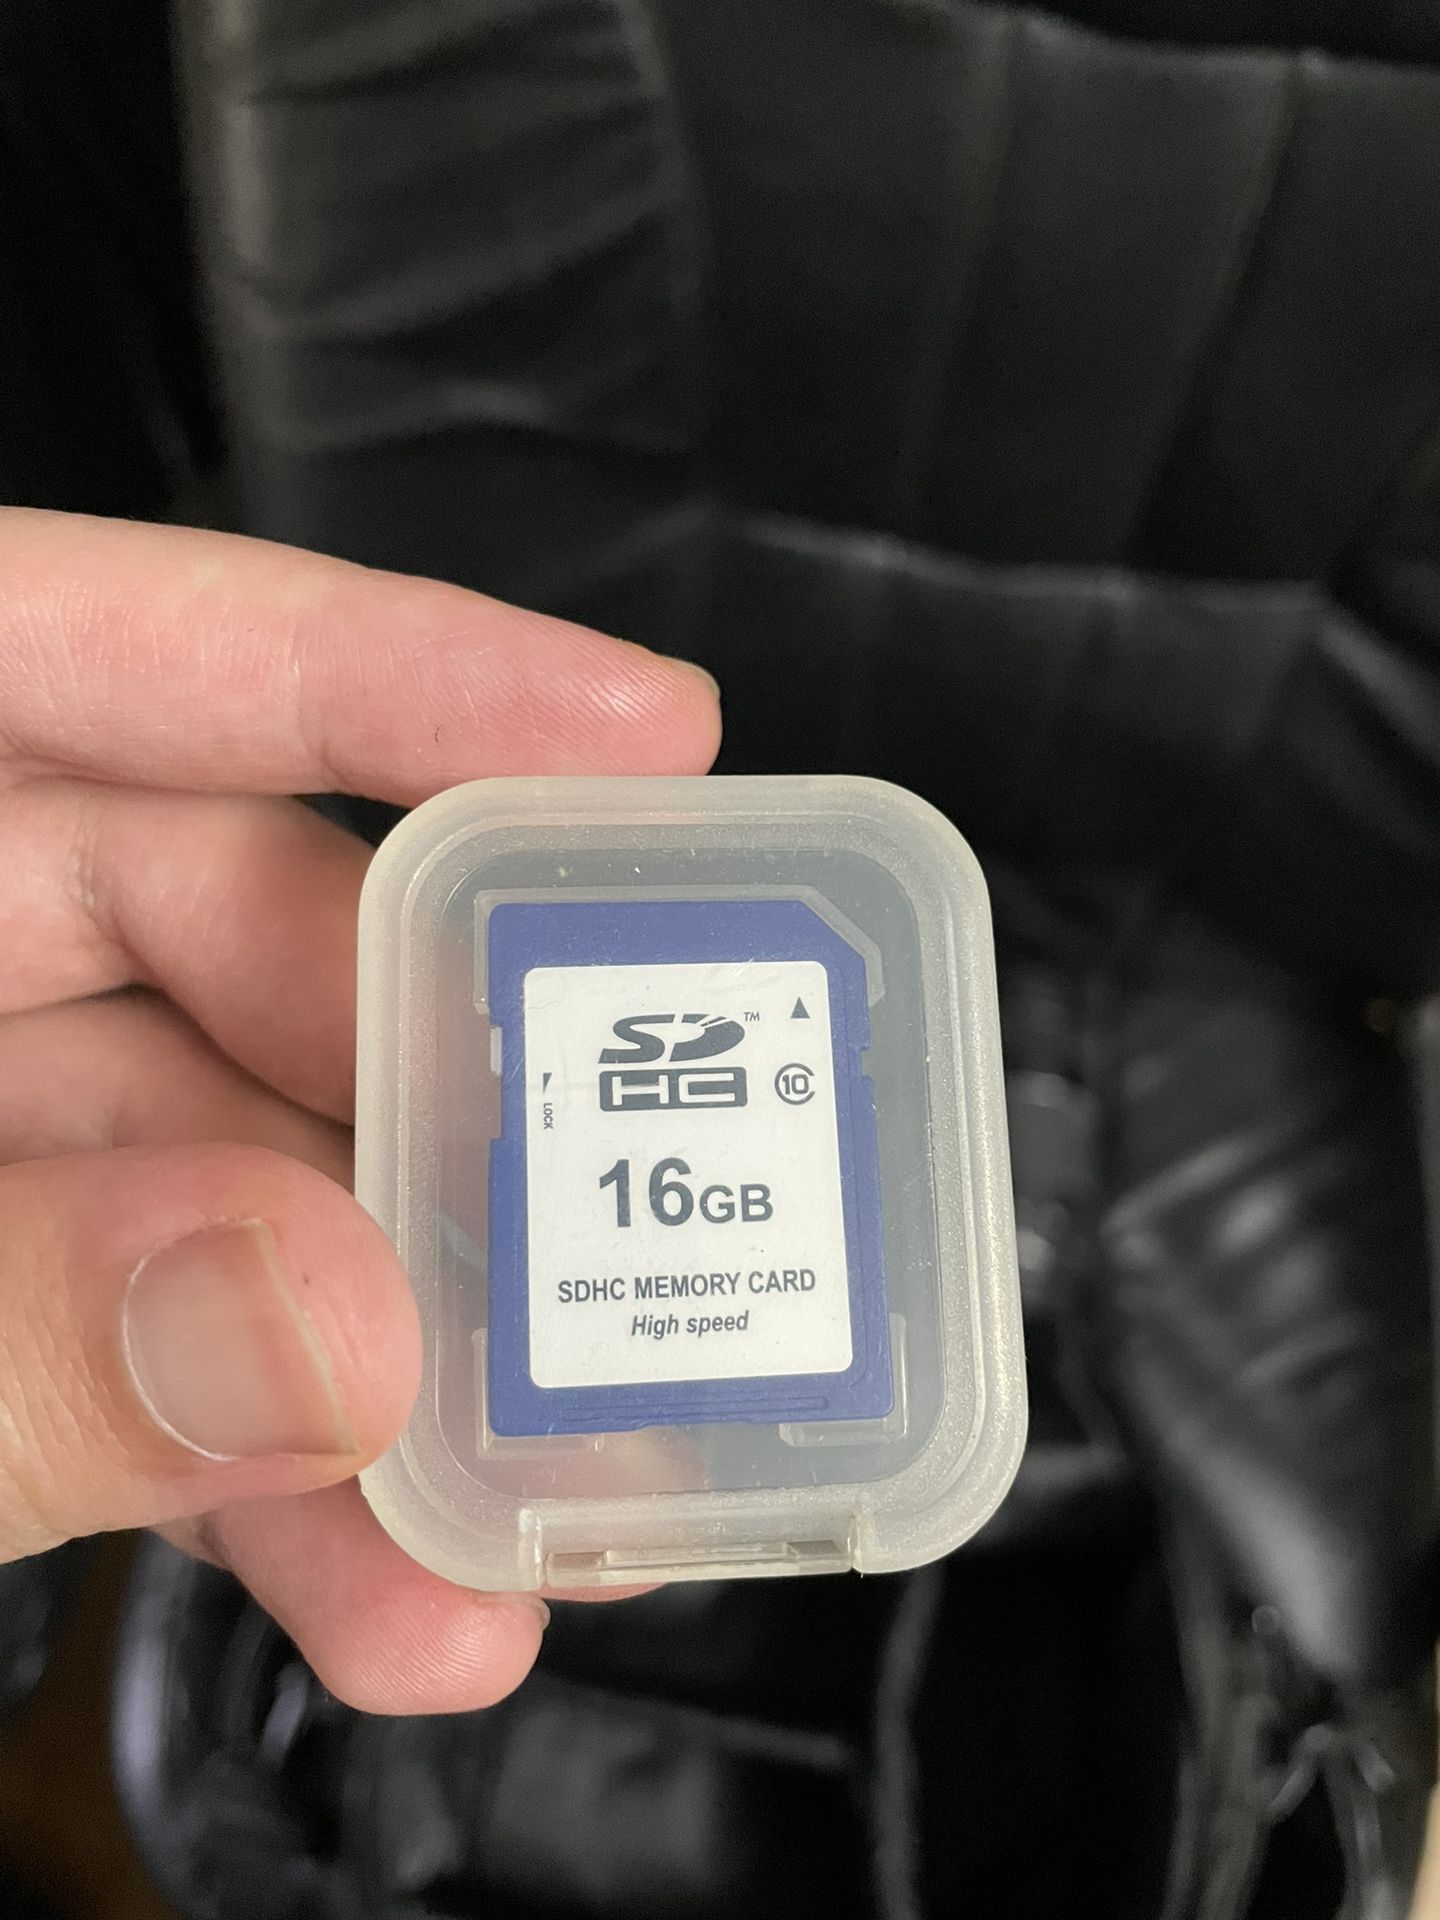 SD™
HC 10
LOCK
16GB
SDHC MEMORY CARD
High speed